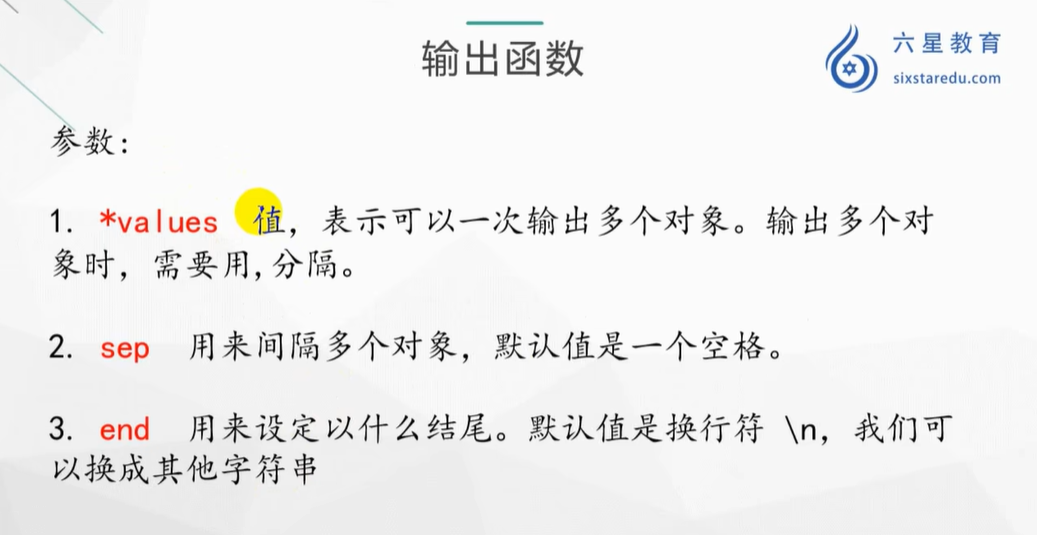 输出函数
六星教育
sixstaredu.com
参数：
1. *values 值，表示可以一次输出多个对象。输出多个对
象时，需要用,分隔。
2. sep 用来间隔多个对象，默认值是一个空格。
3. end 用来设定以什么结尾。默认值是换行符 \n，我们可
以换成其他字符串